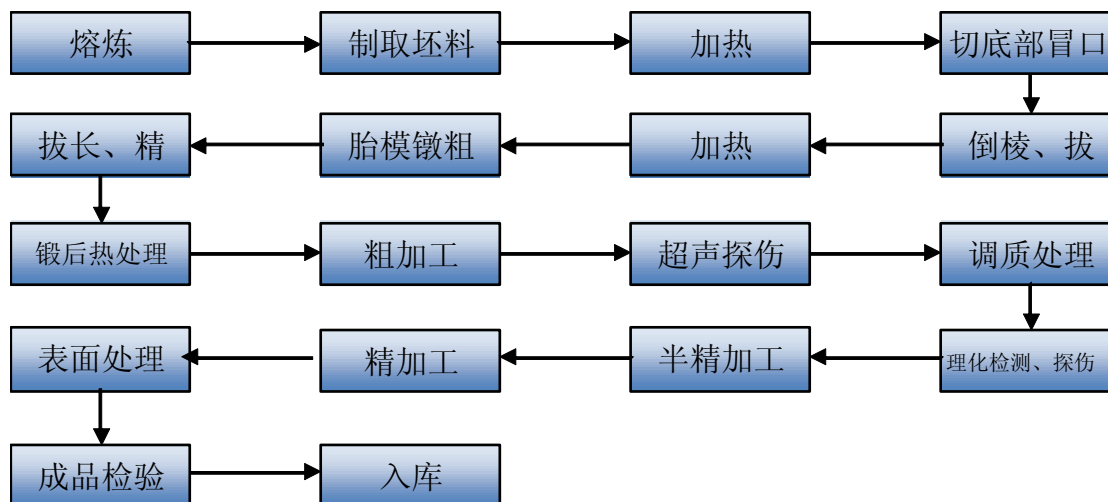 熔炼
制取坯料
加热
切底部冒口
拔长、精
胎模镦粗
加热
倒棱、拔
锻后热处理
粗加工
超声探伤
调质处理
表面处理
精加工
半精加工
理化检测、探伤
成品检验
入库